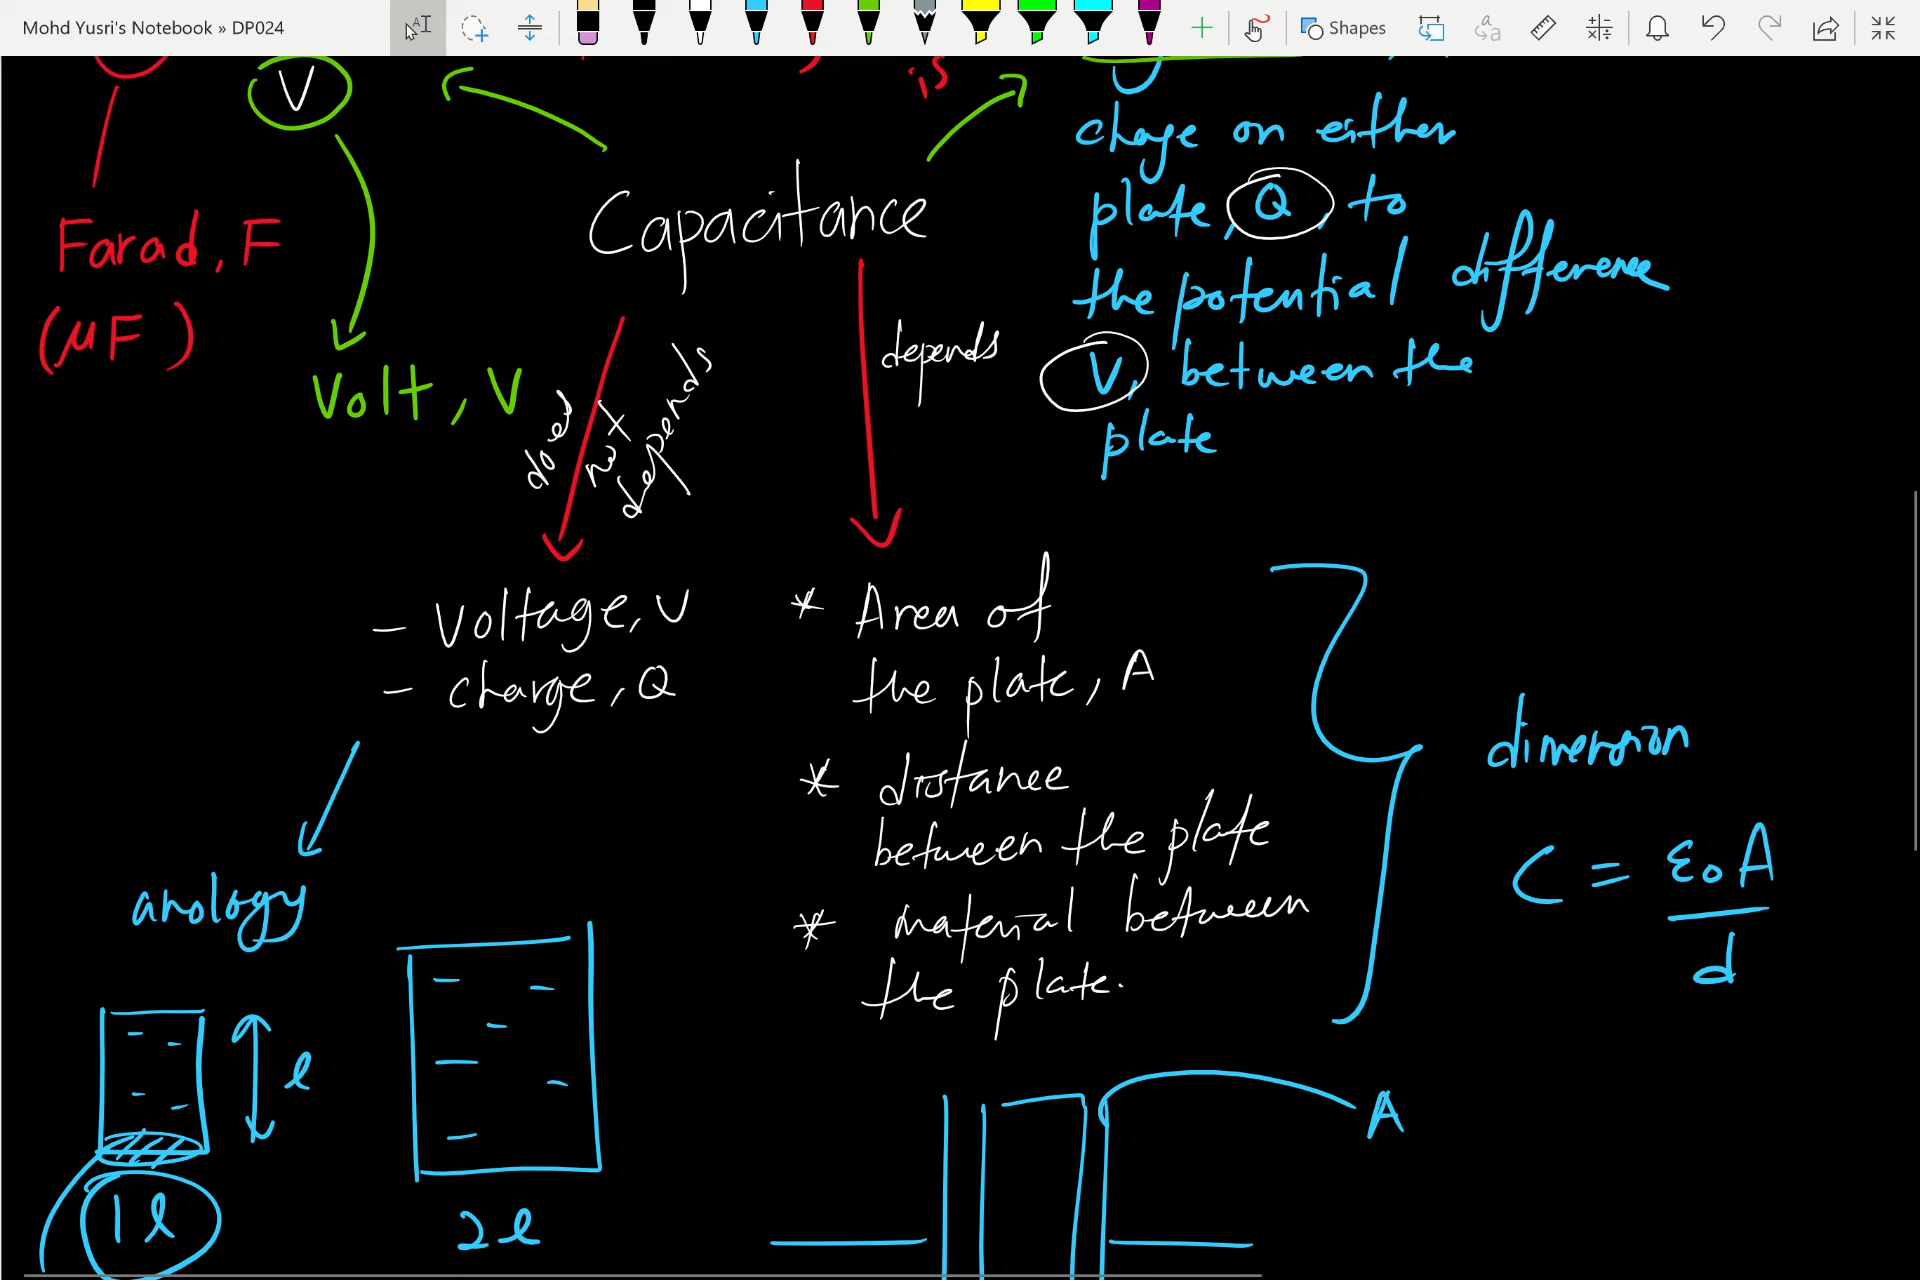 Mohd Yusri's Notebook » DP024
Shapes
V
is
charge on either
plate, Q, to
the potential difference
V, between the
plate
Capacitance
Farad, F
(μF)
Volt, V
does
not
depends
depends
- Voltage, V
- charge, Q
* Area of
the plate, A
* distance
between the plate
* material between
the plate.
dimension
C = ε₀A
d
anology
l
1l
2l
A